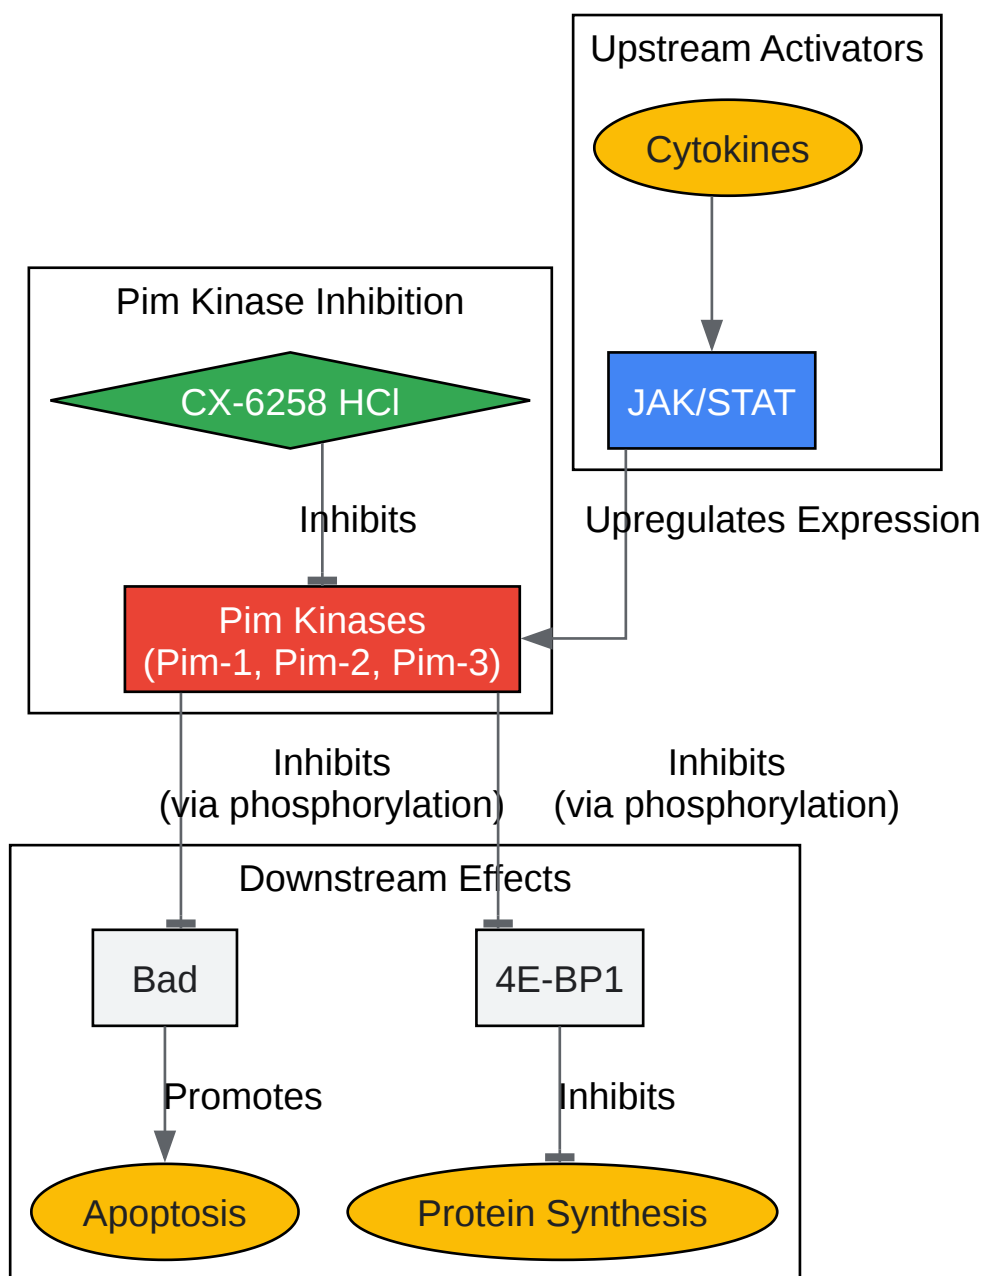 Upstream Activators
Cytokines
Pim Kinase Inhibition
CX-6258 HCl
JAK/STAT
Inhibits
Upregulates Expression
Pim Kinases
(Pim-1, Pim-2, Pim-3)
Inhibits
(via phosphorylation)
Inhibits
(via phosphorylation)
Downstream Effects
Bad
4E-BP1
Promotes
Inhibits
Apoptosis
Protein Synthesis